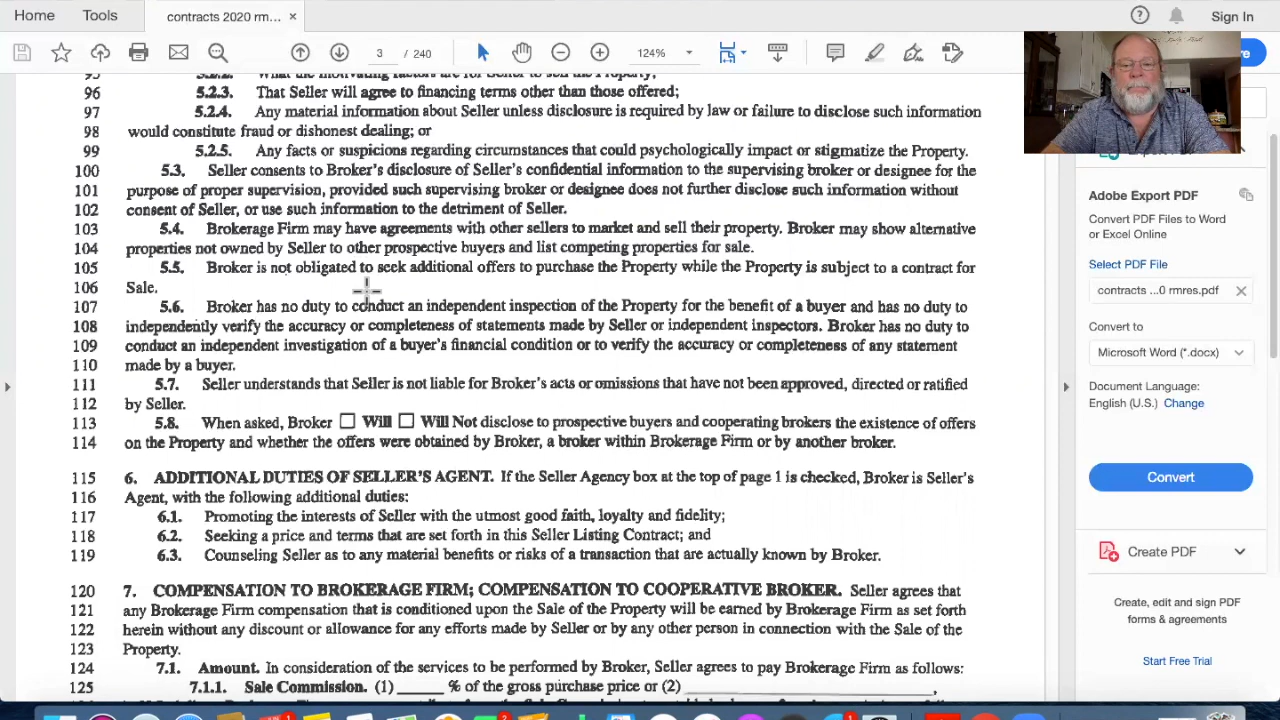 Home
Tools
contracts 2020 rm...
×
Sign In
3
/ 240
124%
95 5.2.2. What the motivating factors are for Seller to sell the Property;
96 5.2.3. That Seller will agree to financing terms other than those offered;
97 5.2.4. Any material information about Seller unless disclosure is required by law or failure to disclose such information
98 would constitute fraud or dishonest dealing; or
99 5.2.5. Any facts or suspicions regarding circumstances that could psychologically impact or stigmatize the Property.
100 5.3. Seller consents to Broker's disclosure of Seller's confidential information to the supervising broker or designee for the
101 purpose of proper supervision, provided such supervising broker or designee does not further disclose such information without
102 consent of Seller, or use such information to the detriment of Seller.
103 5.4. Brokerage Firm may have agreements with other sellers to market and sell their property. Broker may show alternative
104 properties not owned by Seller to other prospective buyers and list competing properties for sale.
105 5.5. Broker is not obligated to seek additional offers to purchase the Property while the Property is subject to a contract for
106 Sale.
107 5.6. Broker has no duty to conduct an independent inspection of the Property for the benefit of a buyer and has no duty to
108 independently verify the accuracy or completeness of statements made by Seller or independent inspectors. Broker has no duty to
109 conduct an independent investigation of a buyer's financial condition or to verify the accuracy or completeness of any statement
110 made by a buyer.
111 5.7. Seller understands that Seller is not liable for Broker's acts or omissions that have not been approved, directed or ratified
112 by Seller.
113 5.8. When asked, Broker ☐ Will ☐ Will Not disclose to prospective buyers and cooperating brokers the existence of offers
114 on the Property and whether the offers were obtained by Broker, a broker within Brokerage Firm or by another broker.
115 6. ADDITIONAL DUTIES OF SELLER'S AGENT. If the Seller Agency box at the top of page 1 is checked, Broker is Seller's
116 Agent, with the following additional duties:
117 6.1. Promoting the interests of Seller with the utmost good faith, loyalty and fidelity;
118 6.2. Seeking a price and terms that are set forth in this Seller Listing Contract; and
119 6.3. Counseling Seller as to any material benefits or risks of a transaction that are actually known by Broker.
120 7. COMPENSATION TO BROKERAGE FIRM; COMPENSATION TO COOPERATIVE BROKER. Seller agrees that
121 any Brokerage Firm compensation that is conditioned upon the Sale of the Property will be earned by Brokerage Firm as set forth
122 herein without any discount or allowance for any efforts made by Seller or by any other person in connection with the Sale of the
123 Property.
124 7.1. Amount. In consideration of the services to be performed by Broker, Seller agrees to pay Brokerage Firm as follows:
125 7.1.1. Sale Commission. (1) ______ % of the gross purchase price or (2) ______________________________,
Adobe Export PDF
Convert PDF Files to Word
or Excel Online
Select PDF File
contracts ...0 rmres.pdf
Convert to
Microsoft Word (*.docx)
Document Language:
English (U.S.) Change
Convert
Create PDF
Create, edit and sign PDF
forms & agreements
Start Free Trial